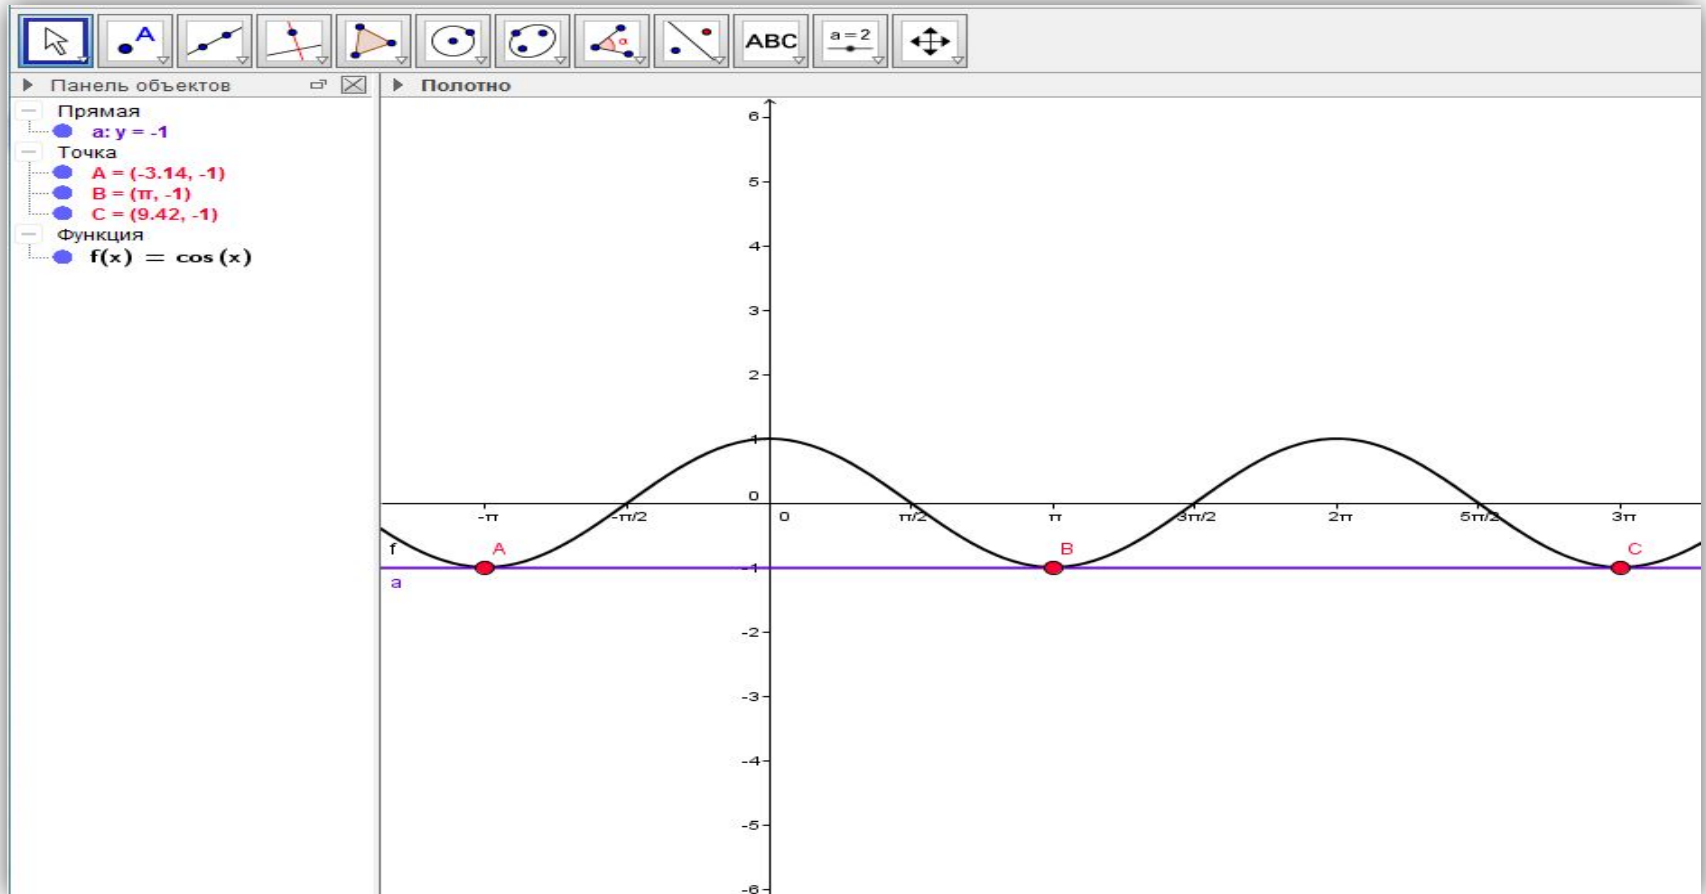 A
α
ABC
a=2
Панель объектов
Полотно
Прямая
a: y = -1
Точка
A = (-3.14, -1)
B = (π, -1)
C = (9.42, -1)
Функция
f(x) = cos (x)
6
5
4
3
2
1
0
-π
-π/2
0
π/2
π
3π/2
2π
5π/2
3π
f
A
B
C
-1
a
-2
-3
-4
-5
-6